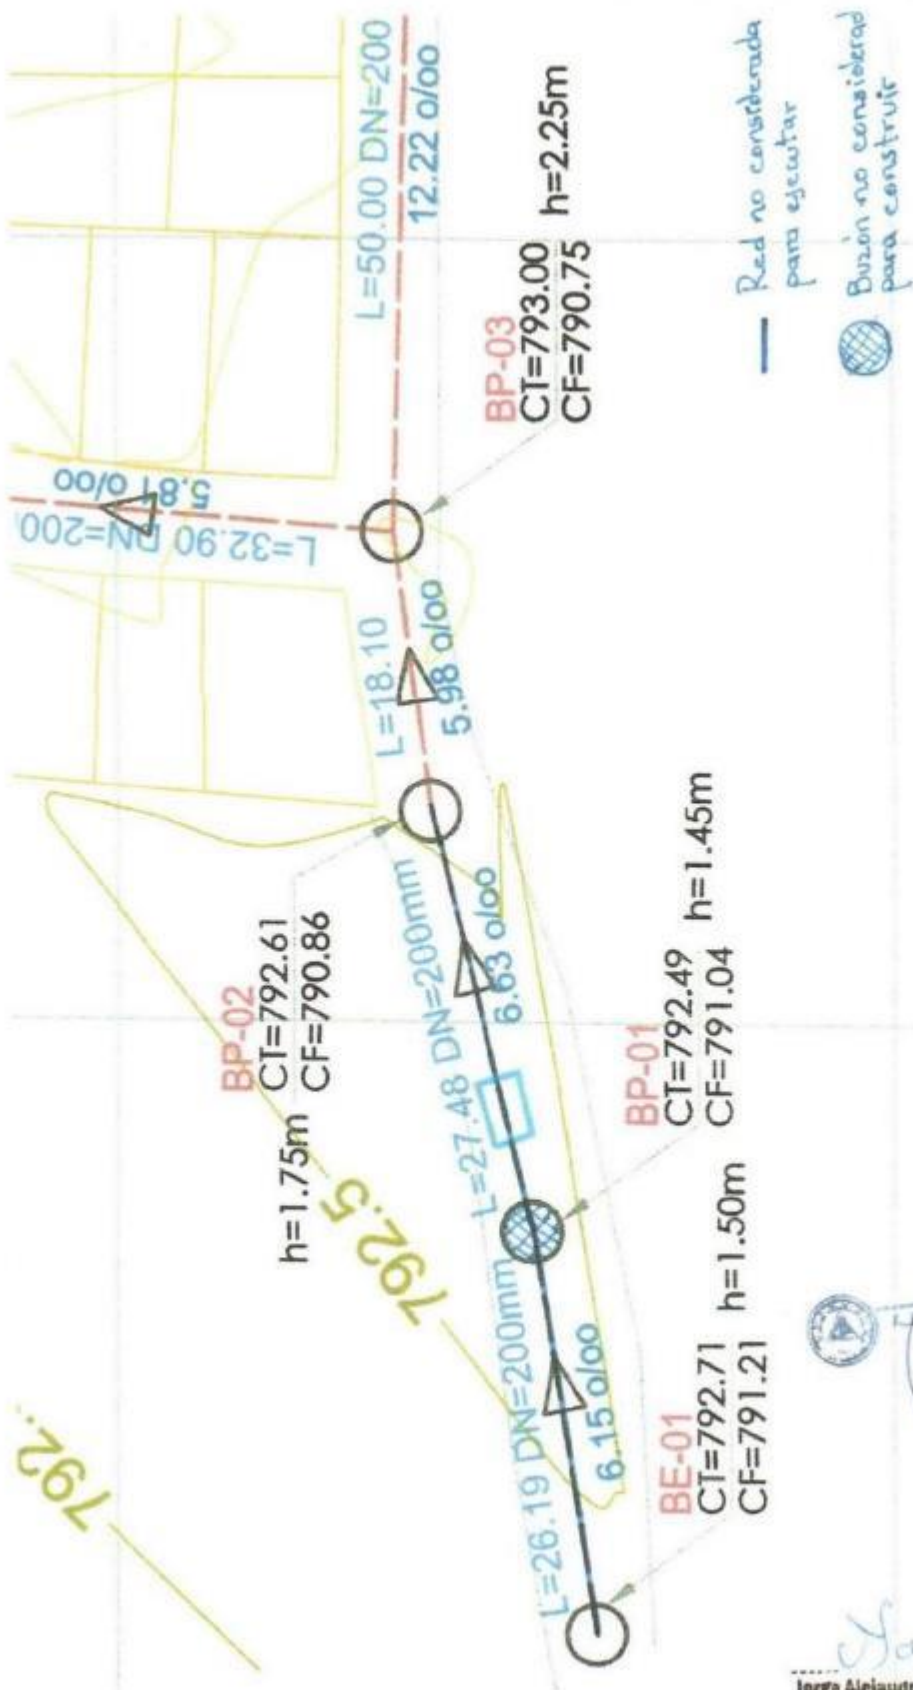 L=50.00 DN=200
12.22 o/oo
L=32.90 DN=200
5.81 o/oo
BP-03
CT=793.00
CF=790.75
h=2.25m
L=18.10
5.98 o/oo
BP-02
CT=792.61
CF=790.86
h=1.75m
L=27.48 DN=200mm
6.63 o/oo
BP-01
CT=792.49
CF=791.04
h=1.45m
L=26.19 DN=200mm
6.15 o/oo
BE-01
CT=792.71
CF=791.21
h=1.50m
792.5
792..
Red no considerada
para ejecutar
Buzón no considerad
para construir